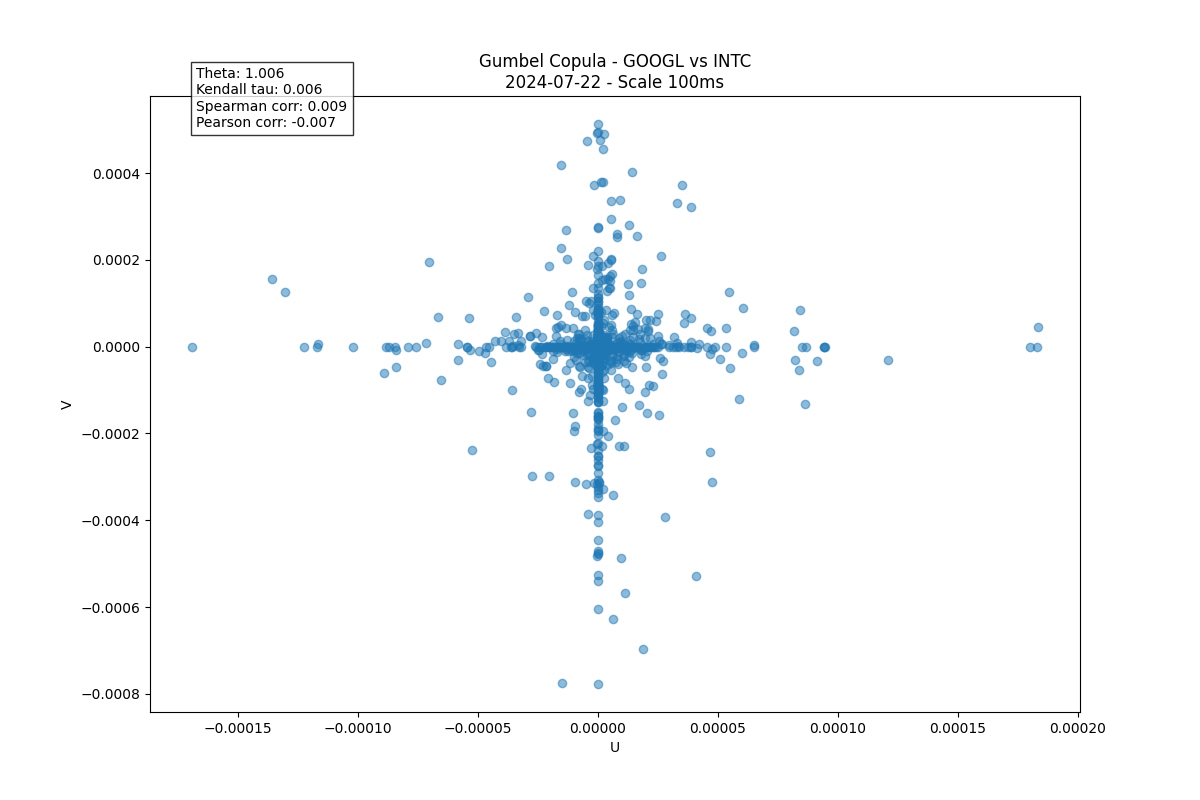 Gumbel Copula - GOOGL vs INTC
2024-07-22 - Scale 100ms
Theta: 1.006
Kendall tau: 0.006
Spearman corr: 0.009
Pearson corr: -0.007
0.0004
0.0002
0.0000
−0.0002
−0.0004
−0.0006
−0.0008
V
−0.00015
−0.00010
−0.00005
0.00000
0.00005
0.00010
0.00015
0.00020
U